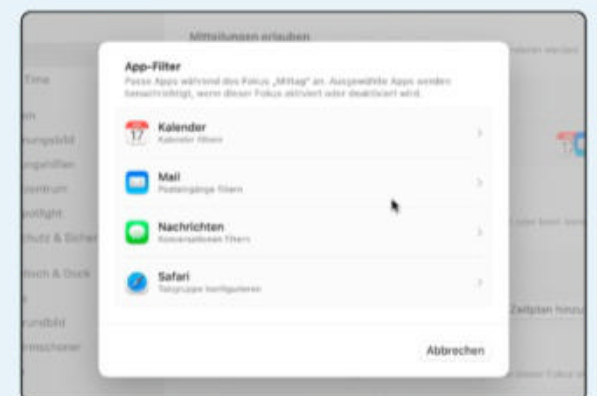 Mitteilungen erlauben
App-Filter
Passe Apps während des Fokus „Mittag“ an. Ausgewählte Apps werden
benachrichtigt, wenn dieser Fokus aktiviert oder deaktiviert wird.
Time
17
Kalender
Kalender filtern
Mail
Posteingänge filtern
Nachrichten
Konversationen filtern
Safari
Tabgruppe konfigurieren
Zeitplan hinzu
Abbrechen